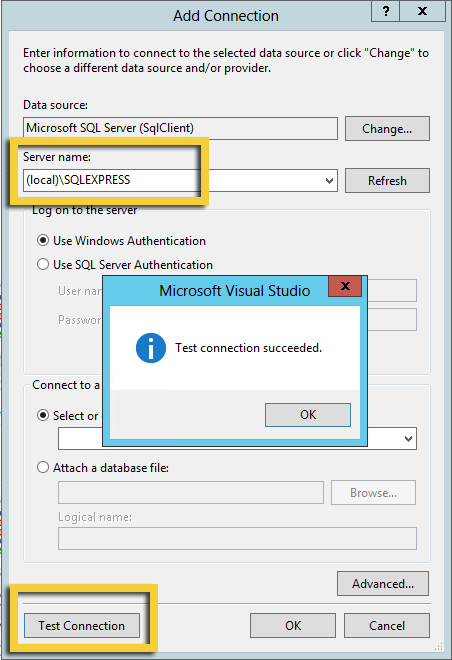 Add Connection
?
x
Enter information to connect to the selected data source or click "Change" to
choose a different data source and/or provider.
Data source:
Microsoft SQL Server (SqlClient)
Change...
Server name:
(local)\SQLEXPRESS
Refresh
Log on to the server
Use Windows Authentication
Use SQL Server Authentication
User
Microsoft Visual Studio
x
Test connection succeeded.
OK
Connect to a
Select or
Attach a database file:
Browse...
Logical name:
Advanced...
Test Connection
OK
Cancel